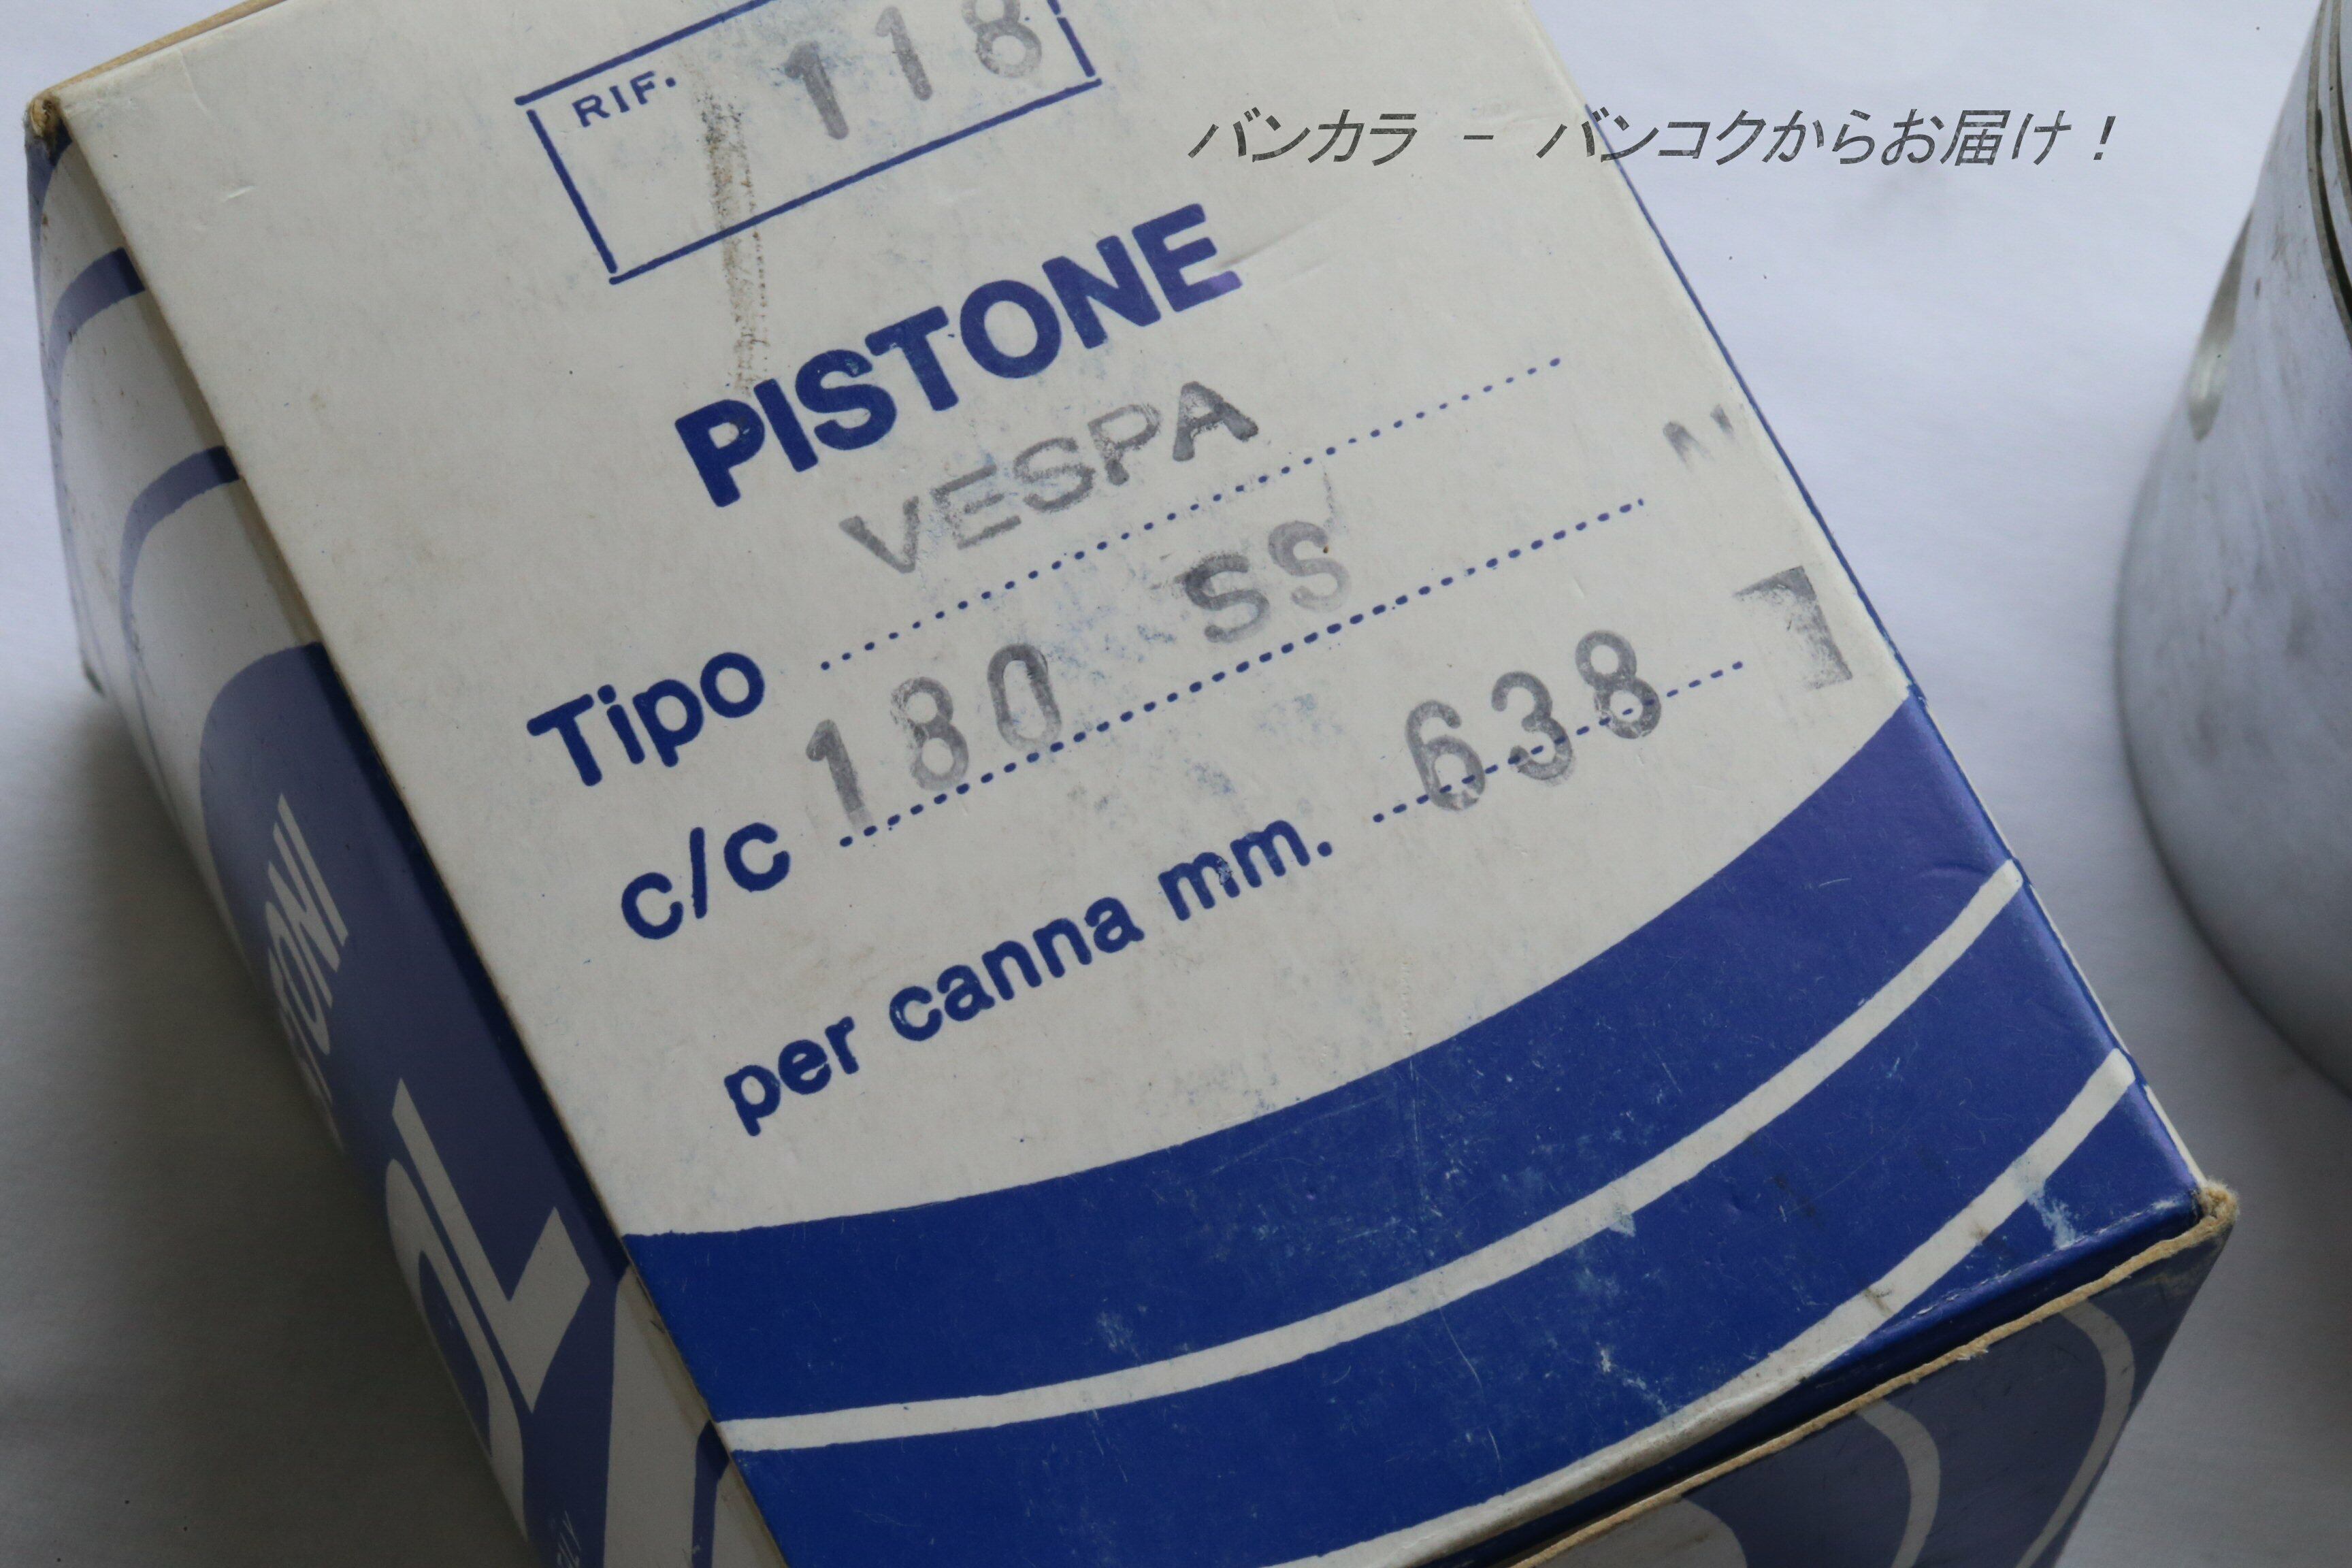 RIF. 118
バンカラ - バンコクからお届け!
PISTONE
Tipo VESPA
c/c 180 SS
per canna mm. 638